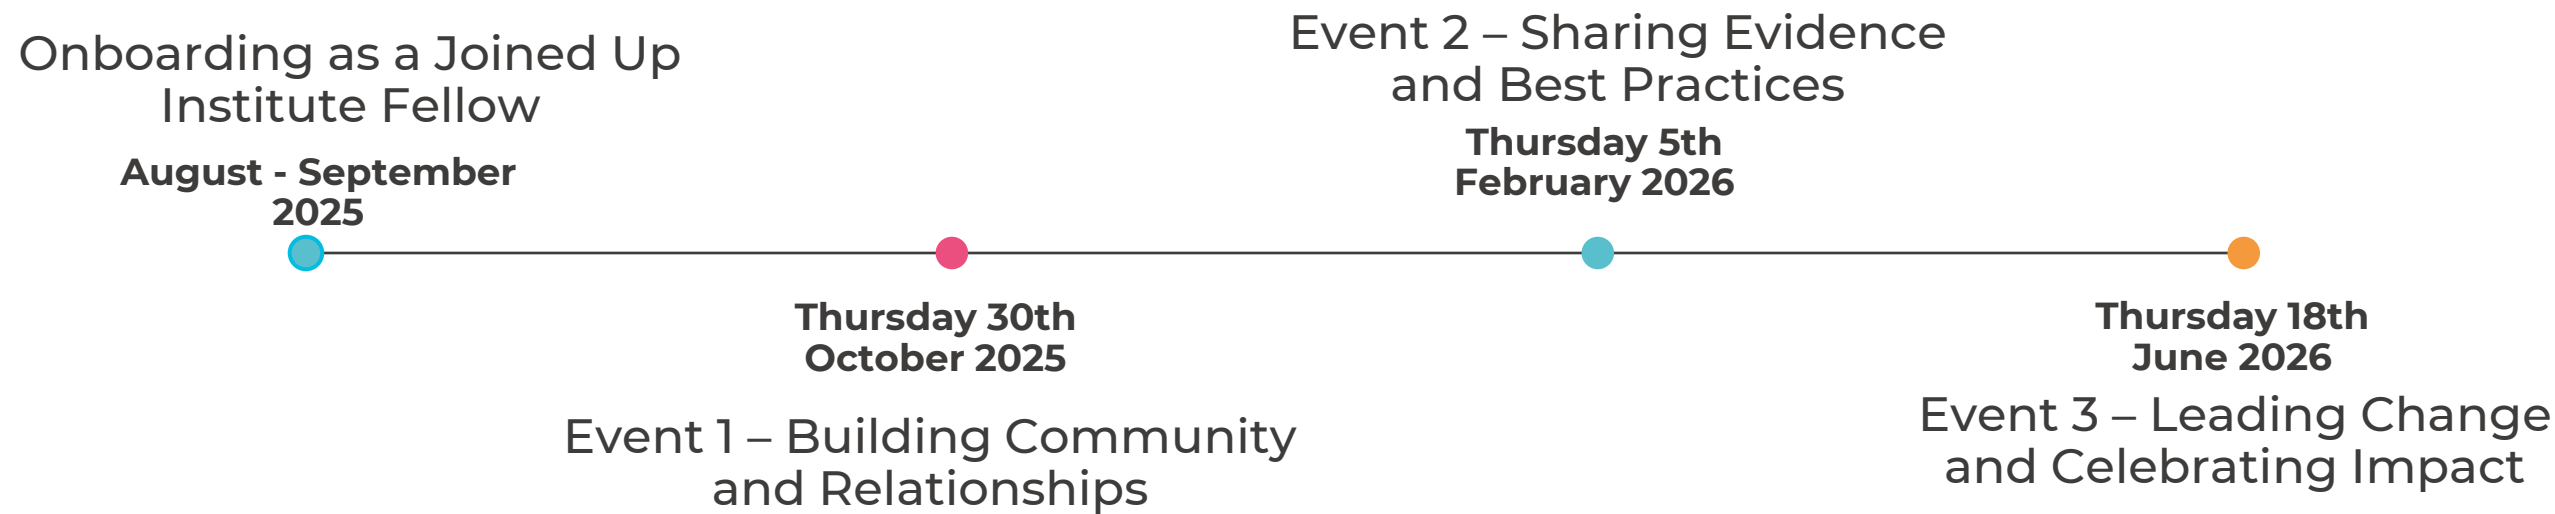 Onboarding as a Joined Up
Institute Fellow
August - September
2025
Thursday 30th
October 2025
Event 1 – Building Community
and Relationships
Event 2 – Sharing Evidence
and Best Practices
Thursday 5th
February 2026
Thursday 18th
June 2026
Event 3 – Leading Change
and Celebrating Impact